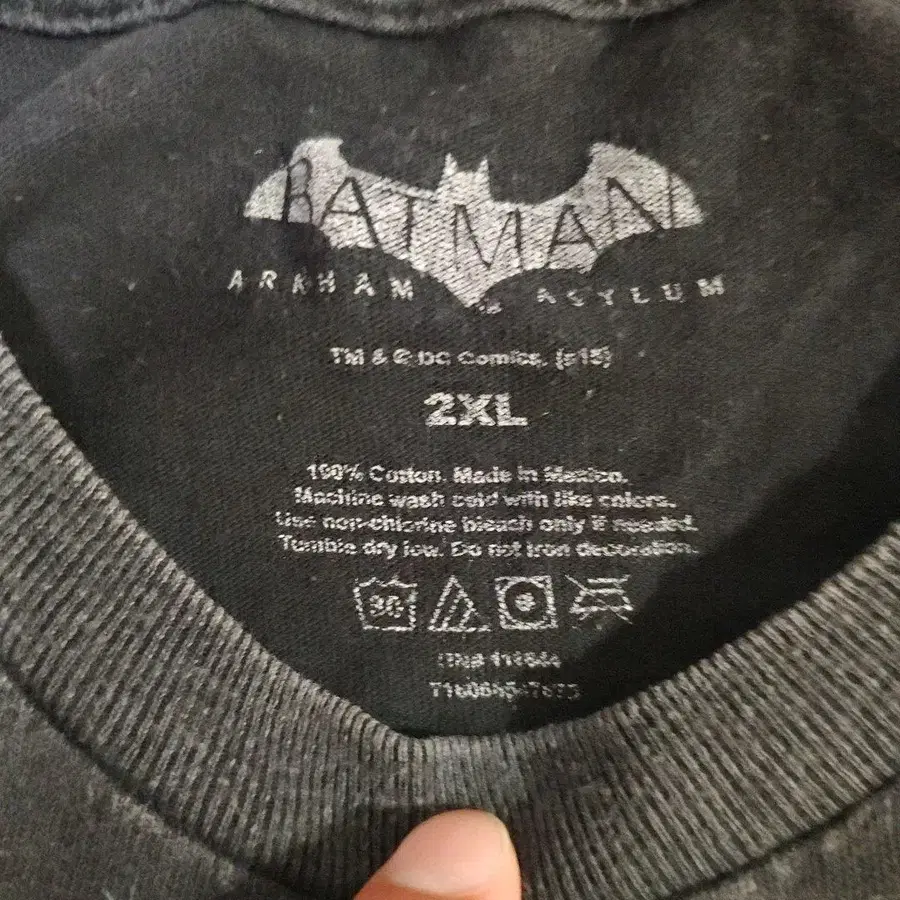 BATMAN
ARKHAM ASYLUM
TM & © DC Comics. (s15)
2XL
100% Cotton. Made in Mexico.
Machine wash cold with like colors.
Use non-chlorine bleach only if needed.
Tumble dry low. Do not iron decoration.
30